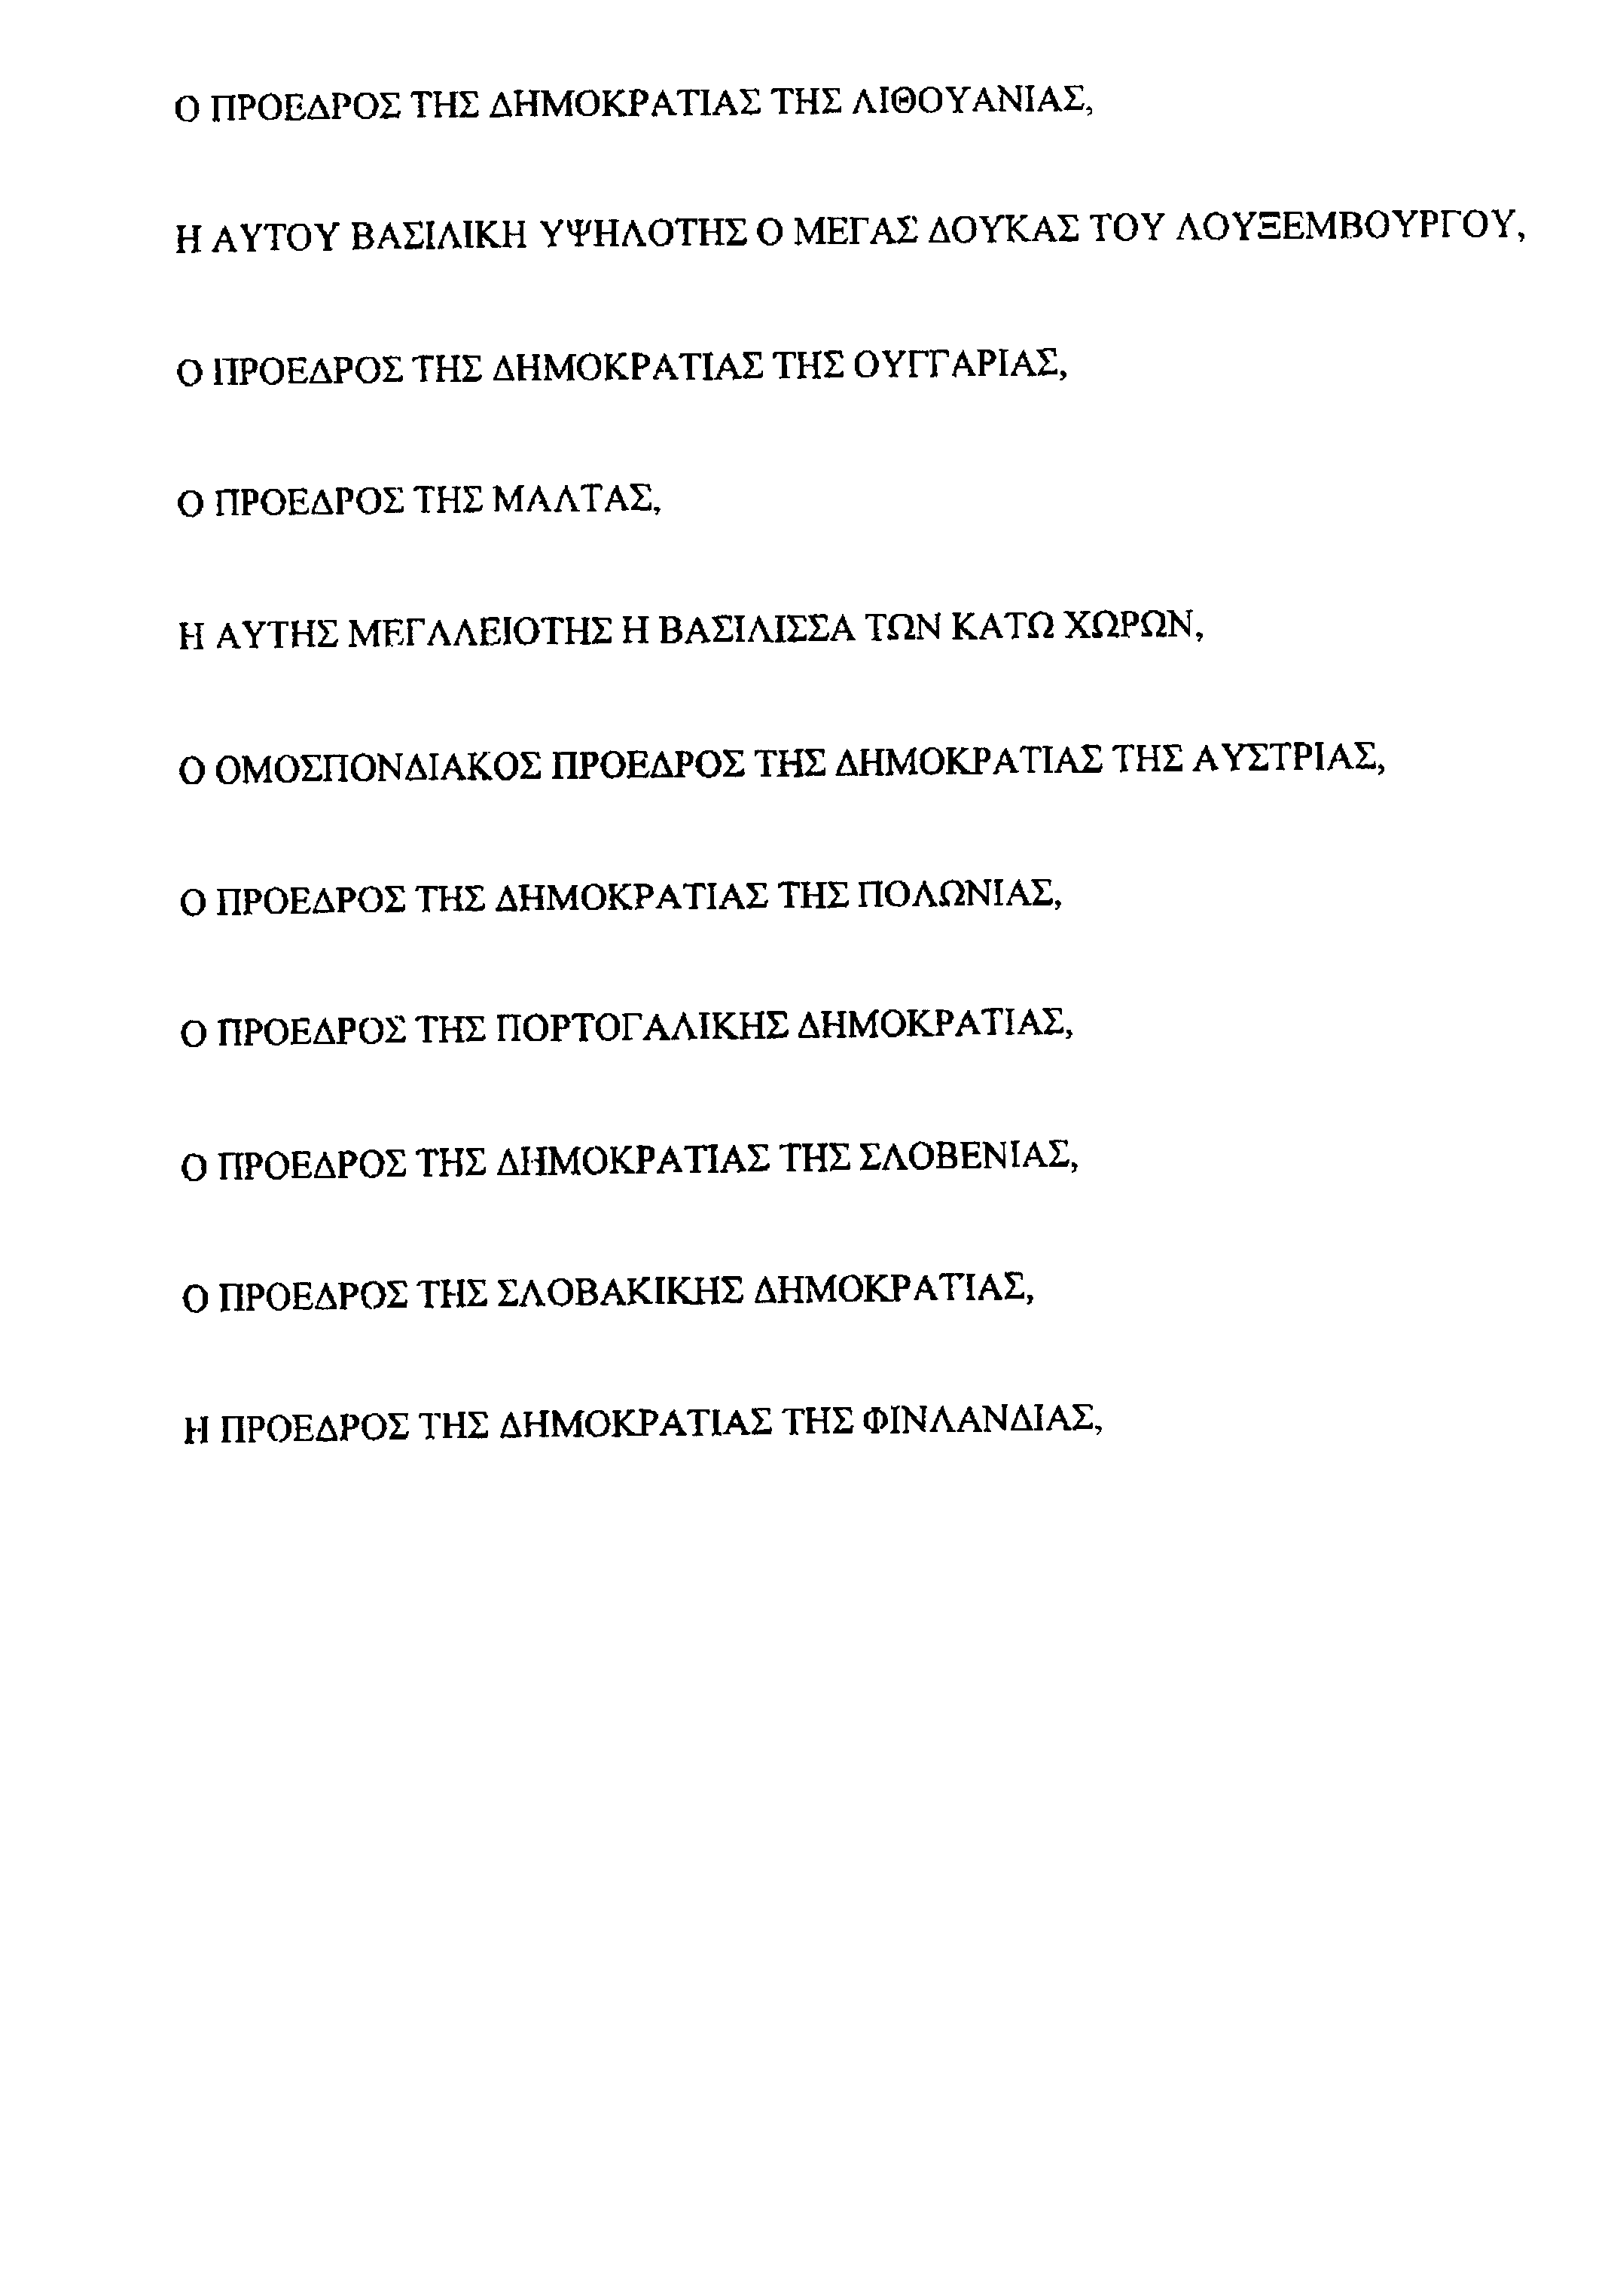 Ο ΠΡΟΕΔΡΟΣ ΤΗΣ ΔΗΜΟΚΡΑΤΙΑΣ ΤΗΣ ΛΙΘΟΥΑΝΙΑΣ,
Η ΑΥΤΟΥ ΒΑΣΙΛΙΚΗ ΥΨΗΛΟΤΗΣ Ο ΜΕΓΑΣ ΔΟΥΚΑΣ ΤΟΥ ΛΟΥΞΕΜΒΟΥΡΓΟΥ,
Ο ΠΡΟΕΔΡΟΣ ΤΗΣ ΔΗΜΟΚΡΑΤΙΑΣ ΤΗΣ ΟΥΓΓΑΡΙΑΣ,
Ο ΠΡΟΕΔΡΟΣ ΤΗΣ ΜΑΛΤΑΣ,
Η ΑΥΤΗΣ ΜΕΓΑΛΕΙΟΤΗΣ Η ΒΑΣΙΛΙΣΣΑ ΤΩΝ ΚΑΤΩ ΧΩΡΩΝ,
Ο ΟΜΟΣΠΟΝΔΙΑΚΟΣ ΠΡΟΕΔΡΟΣ ΤΗΣ ΔΗΜΟΚΡΑΤΙΑΣ ΤΗΣ ΑΥΣΤΡΙΑΣ,
Ο ΠΡΟΕΔΡΟΣ ΤΗΣ ΔΗΜΟΚΡΑΤΙΑΣ ΤΗΣ ΠΟΛΩΝΙΑΣ,
Ο ΠΡΟΕΔΡΟΣ ΤΗΣ ΠΟΡΤΟΓΑΛΙΚΗΣ ΔΗΜΟΚΡΑΤΙΑΣ,
Ο ΠΡΟΕΔΡΟΣ ΤΗΣ ΔΗΜΟΚΡΑΤΙΑΣ ΤΗΣ ΣΛΟΒΕΝΙΑΣ,
Ο ΠΡΟΕΔΡΟΣ ΤΗΣ ΣΛΟΒΑΚΙΚΗΣ ΔΗΜΟΚΡΑΤΙΑΣ,
Η ΠΡΟΕΔΡΟΣ ΤΗΣ ΔΗΜΟΚΡΑΤΙΑΣ ΤΗΣ ΦΙΝΛΑΝΔΙΑΣ,